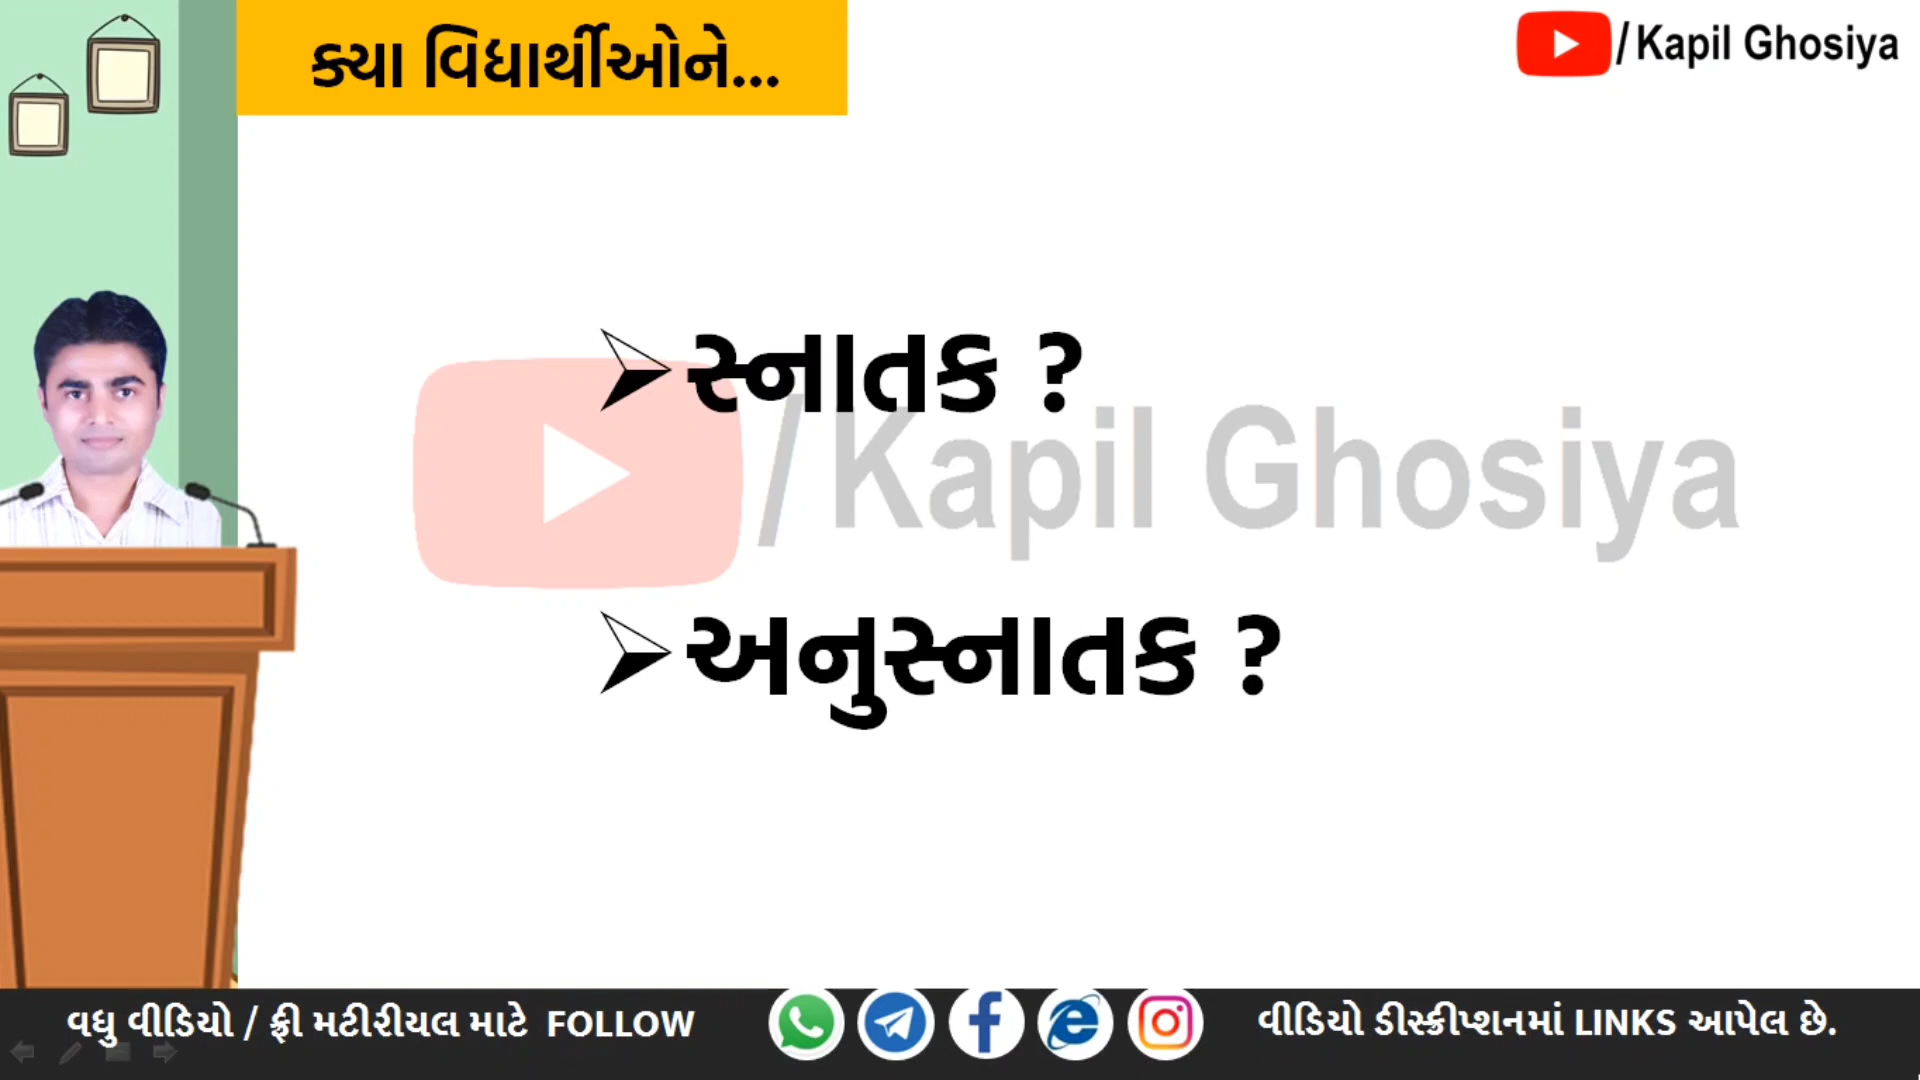 ક્યા વિદ્યાર્થીઓને...
/Kapil Ghosiya
➢સ્નાતક ?
/Kapil Ghosiya
➢અનુસ્નાતક ?
વધુ વીડિયો / ફ્રી મટીરીયલ માટે FOLLOW
વીડિયો ડીસ્ક્રીપ્શનમાં LINKS આપેલ છે.